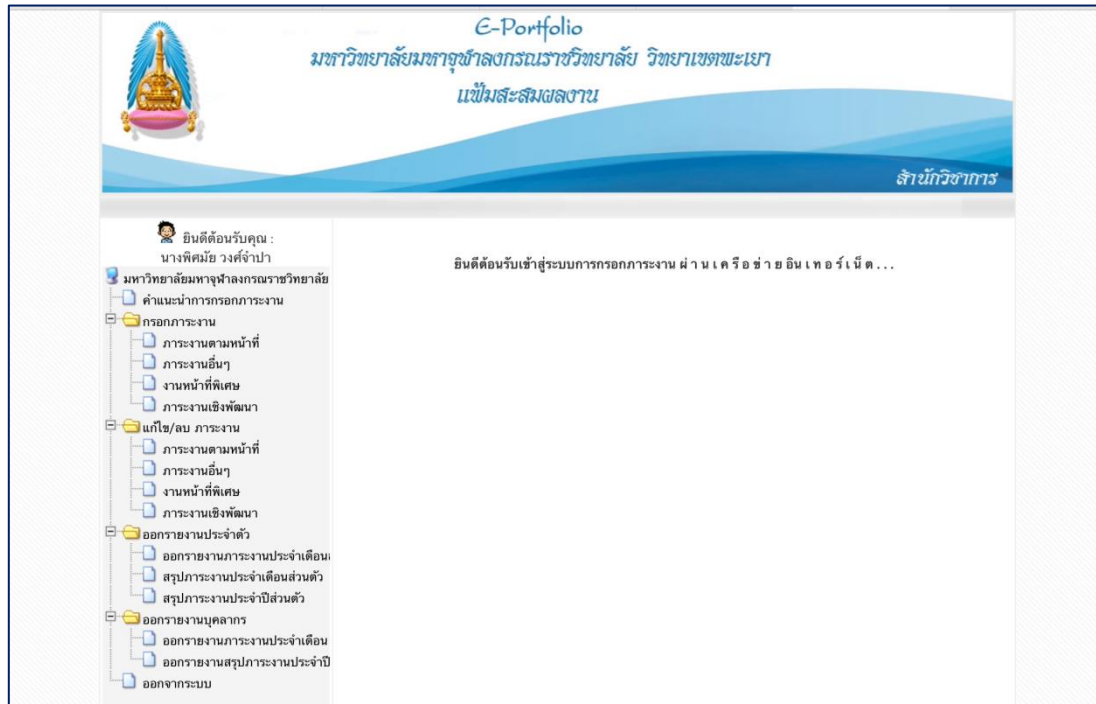 E-Portfolio
มหาวิทยาลัยมหาจุฬาลงกรณราชวิทยาลัย วิทยาเขตพะเยา
แฟ้มสะสมผลงาน
สำนักวิชาการ
ยินดีต้อนรับคุณ :
นางพิศมัย วงศ์จำปา
มหาวิทยาลัยมหาจุฬาลงกรณราชวิทยาลัย
คำแนะนำการกรอกภาระงาน
กรอกภาระงาน
ภาระงานตามหน้าที่
ภาระงานอื่นๆ
งานหน้าที่พิเศษ
ภาระงานเชิงพัฒนา
แก้ไข/ลบ ภาระงาน
ภาระงานตามหน้าที่
ภาระงานอื่นๆ
งานหน้าที่พิเศษ
ภาระงานเชิงพัฒนา
ออกรายงานประจำตัว
ออกรายงานภาระงานประจำเดือน
สรุปภาระงานประจำเดือนส่วนตัว
สรุปภาระงานประจำปีส่วนตัว
ออกรายงานบุคลากร
ออกรายงานภาระงานประจำเดือน
ออกรายงานสรุปภาระงานประจำปี
ออกจากระบบ
ยินดีต้อนรับเข้าสู่ระบบการกรอกภาระงาน ผ่ า น เ ค รื อ ข่ า ย อิน เ ท อ ร์ เ น็ ต . . .